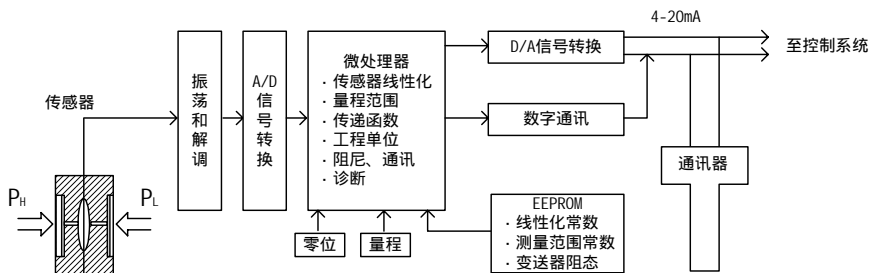 4-20mA
D/A信号转换
至控制系统
微处理器
·传感器线性化
·量程范围
·传递函数
·工程单位
·阻尼、通讯
·诊断
振荡和解调
A/D信号转换
传感器
数字通讯
通讯器
PH
PL
EEPROM
·线性化常数
·测量范围常数
·变送器阻态
零位
量程